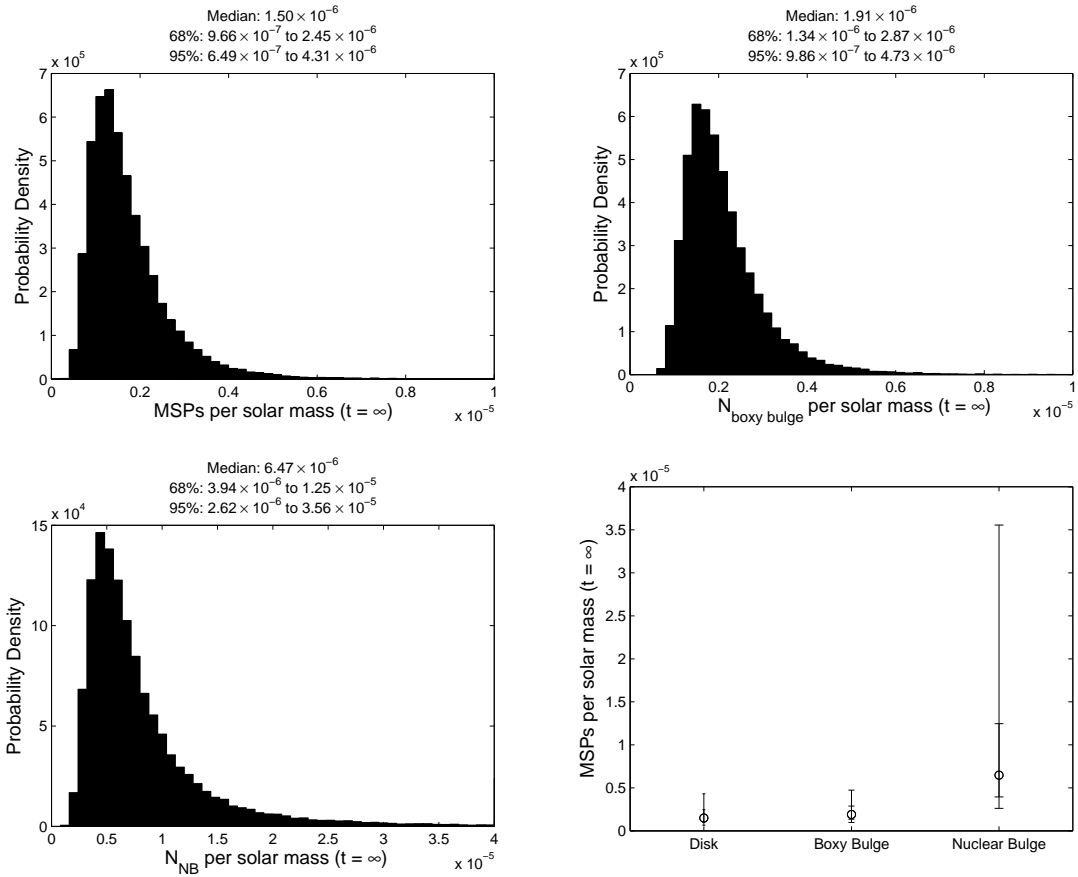 Median: 1.50 × 10⁻⁶
68%: 9.66 × 10⁻⁷ to 2.45 × 10⁻⁶
95%: 6.49 × 10⁻⁷ to 4.31 × 10⁻⁶
x 10⁵
7
6
5
4
3
2
1
0
Probability Density
0 0.2 0.4 0.6 0.8 1
x 10⁻⁵
MSPs per solar mass (t = ∞)
Median: 1.91 × 10⁻⁶
68%: 1.34 × 10⁻⁶ to 2.87 × 10⁻⁶
95%: 9.86 × 10⁻⁷ to 4.73 × 10⁻⁶
x 10⁵
7
6
5
4
3
2
1
0
Probability Density
0 0.2 0.4 0.6 0.8 1
x 10⁻⁵
N_boxy bulge per solar mass (t = ∞)
Median: 6.47 × 10⁻⁶
68%: 3.94 × 10⁻⁶ to 1.25 × 10⁻⁵
95%: 2.62 × 10⁻⁶ to 3.56 × 10⁻⁵
x 10⁴
15
10
5
0
Probability Density
0 0.5 1 1.5 2 2.5 3 3.5 4
x 10⁻⁵
N_NB per solar mass (t = ∞)
x 10⁻⁵
4
3.5
3
2.5
2
1.5
1
0.5
0
MSPs per solar mass (t = ∞)
Disk Boxy Bulge Nuclear Bulge